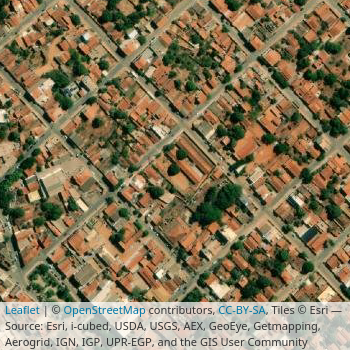 Leaflet | © OpenStreetMap contributors, CC-BY-SA, Tiles © Esri —
Source: Esri, i-cubed, USDA, USGS, AEX, GeoEye, Getmapping,
Aerogrid, IGN, IGP, UPR-EGP, and the GIS User Community